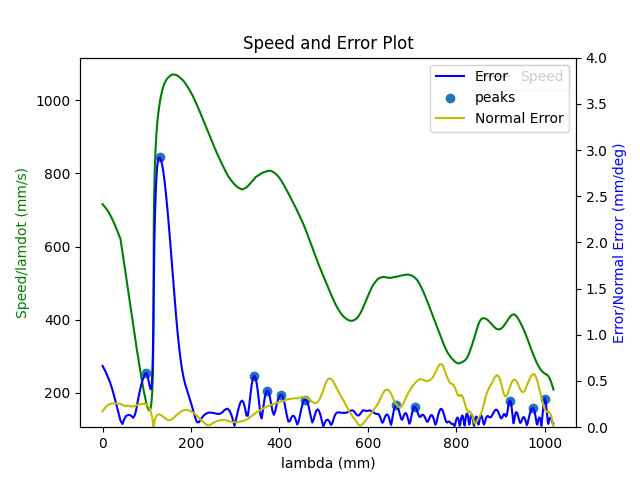 Speed and Error Plot
Error
Speed
peaks
Normal Error
Speed/lamdot (mm/s)
1000
800
600
400
200
4.0
3.5
3.0
2.5
2.0
1.5
1.0
0.5
0.0
Error/Normal Error (mm/deg)
0 200 400 600 800 1000
lambda (mm)